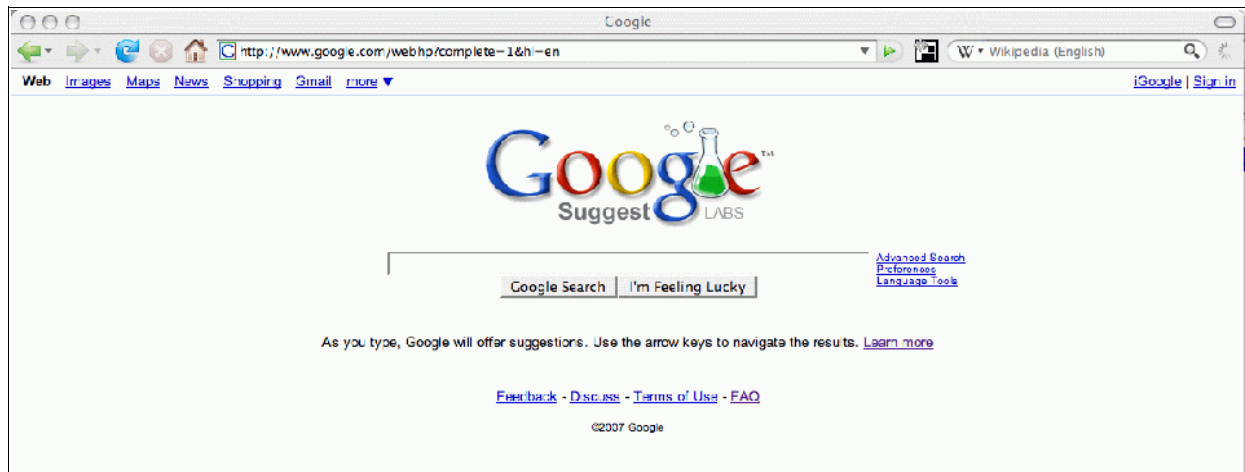 Google
http://www.google.com/webhp?complete=1&hl=en
W Wikipedia (English)
Web Images Maps News Shopping Gmail more ▼
iGoogle | Sign in
Google™
Suggest LABS
Advanced Search
Preferences
Language Tools
Google Search I'm Feeling Lucky
As you type, Google will offer suggestions. Use the arrow keys to navigate the results. Learn more
Feedback - Discuss - Terms of Use - FAQ
©2007 Google